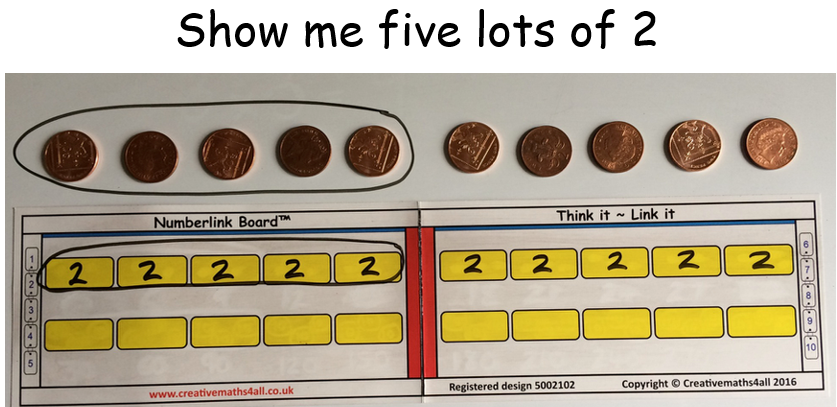 Show me five lots of 2
Numberlink Board™
Think it ~ Link it
1 2 2 2 2 2 2 2 2 2 2 6
2 7
3 8
4 9
5 10
www.creativemaths4all.co.uk
Registered design 5002102
Copyright © Creativemaths4all 2016